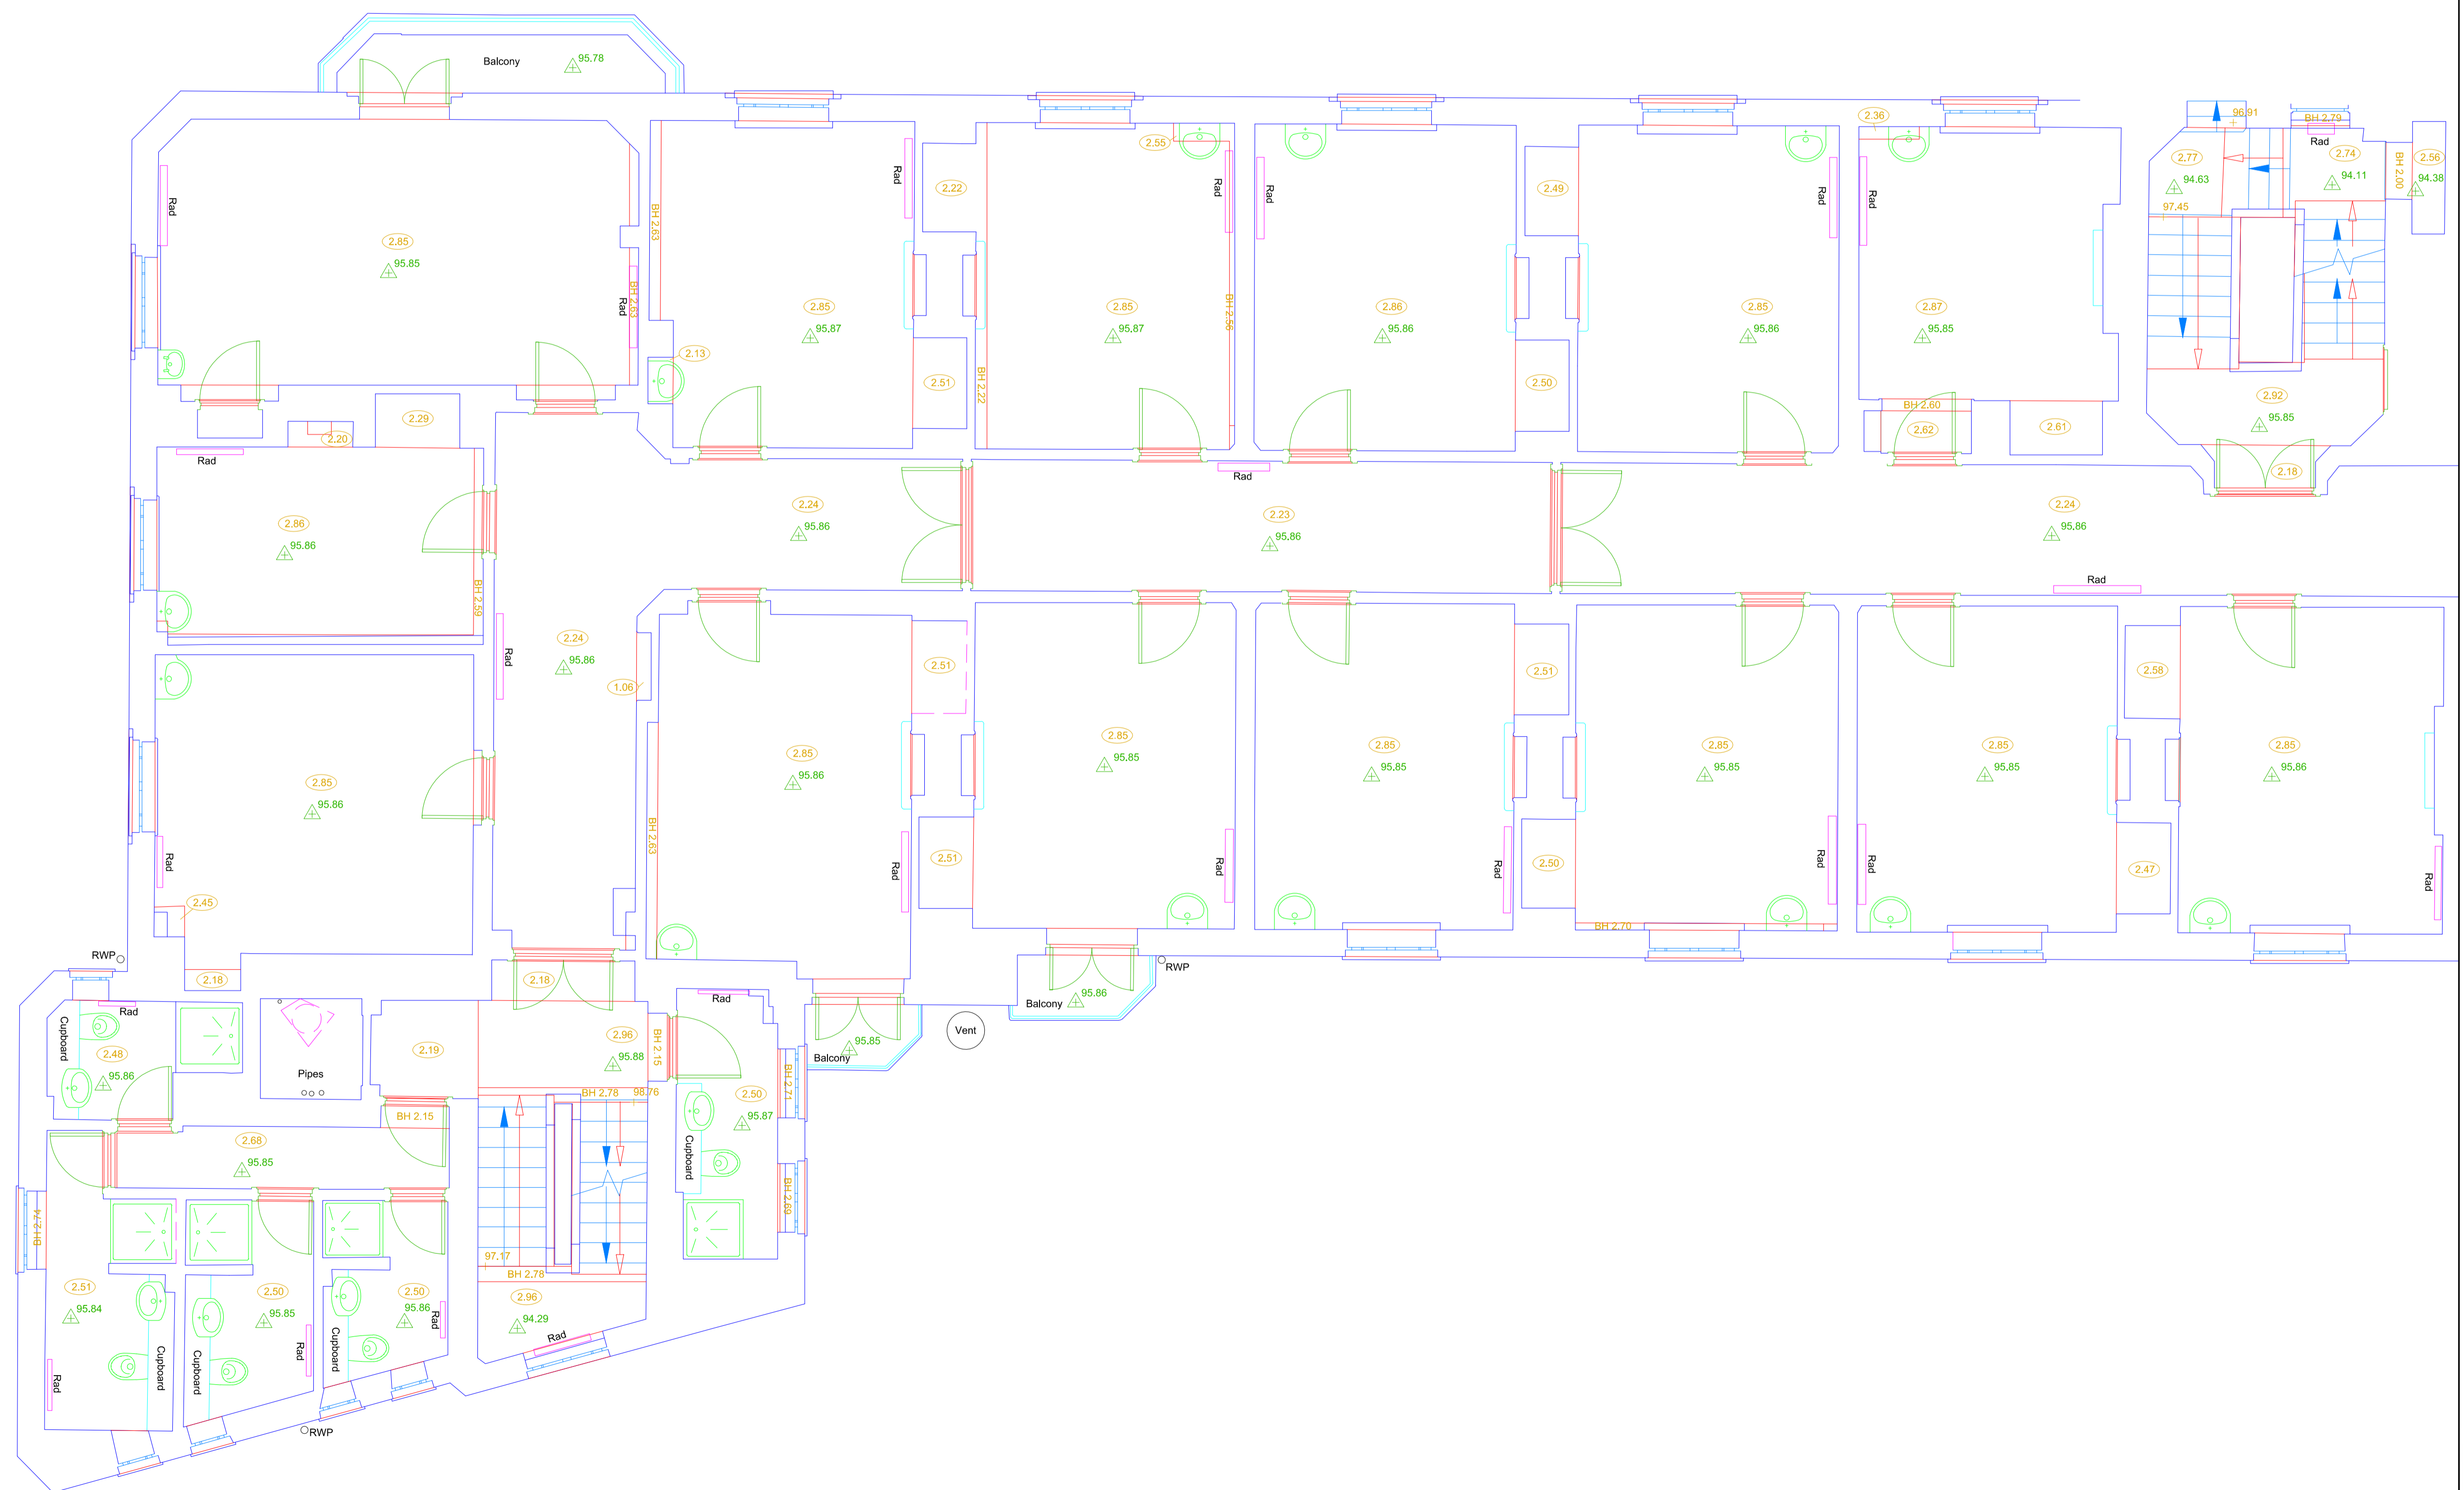 Balcony
95.78
96.91
BH 2.79
Rad
2.36
2.55
2.77
94.63
2.74
94.11
BH 2.00
2.56
94.38
Rad
Rad
2.22
Rad
Rad
2.49
Rad
Rad
97.45
BH 2.63
2.85
95.85
Rad
BH 2.63
2.85
95.87
2.85
95.87
BH 2.56
2.86
95.86
2.85
95.86
2.87
95.85
2.13
2.51
BH 2.22
2.50
2.92
95.85
BH 2.60
2.62
2.61
2.29
2.20
Rad
Rad
2.18
2.86
95.86
2.24
95.86
2.23
95.86
2.24
95.86
Rad
BH 2.59
2.24
95.86
Rad
1.06
2.51
2.51
2.58
2.85
95.86
2.85
95.86
2.85
95.85
2.85
95.85
2.85
95.85
2.85
95.85
2.85
95.86
BH 2.63
Rad
Rad
2.51
Rad
Rad
2.50
Rad
Rad
2.47
Rad
2.45
BH 2.70
RWP
2.18
2.18
RWP
Rad
95.86
Balcony
Rad
Cupboard
2.48
95.86
Pipes
2.19
2.96
95.88
BH 2.15
Vent
95.85
Balcony
BH 2.78
98.76
2.50
95.87
BH 2.71
BH 2.15
Cupboard
2.68
95.85
BH 2.69
BH 2.74
97.17
BH 2.78
2.51
95.84
2.50
95.85
2.50
95.86
Rad
2.96
94.29
Rad
Rad
Cupboard
Cupboard
Cupboard
Rad
RWP